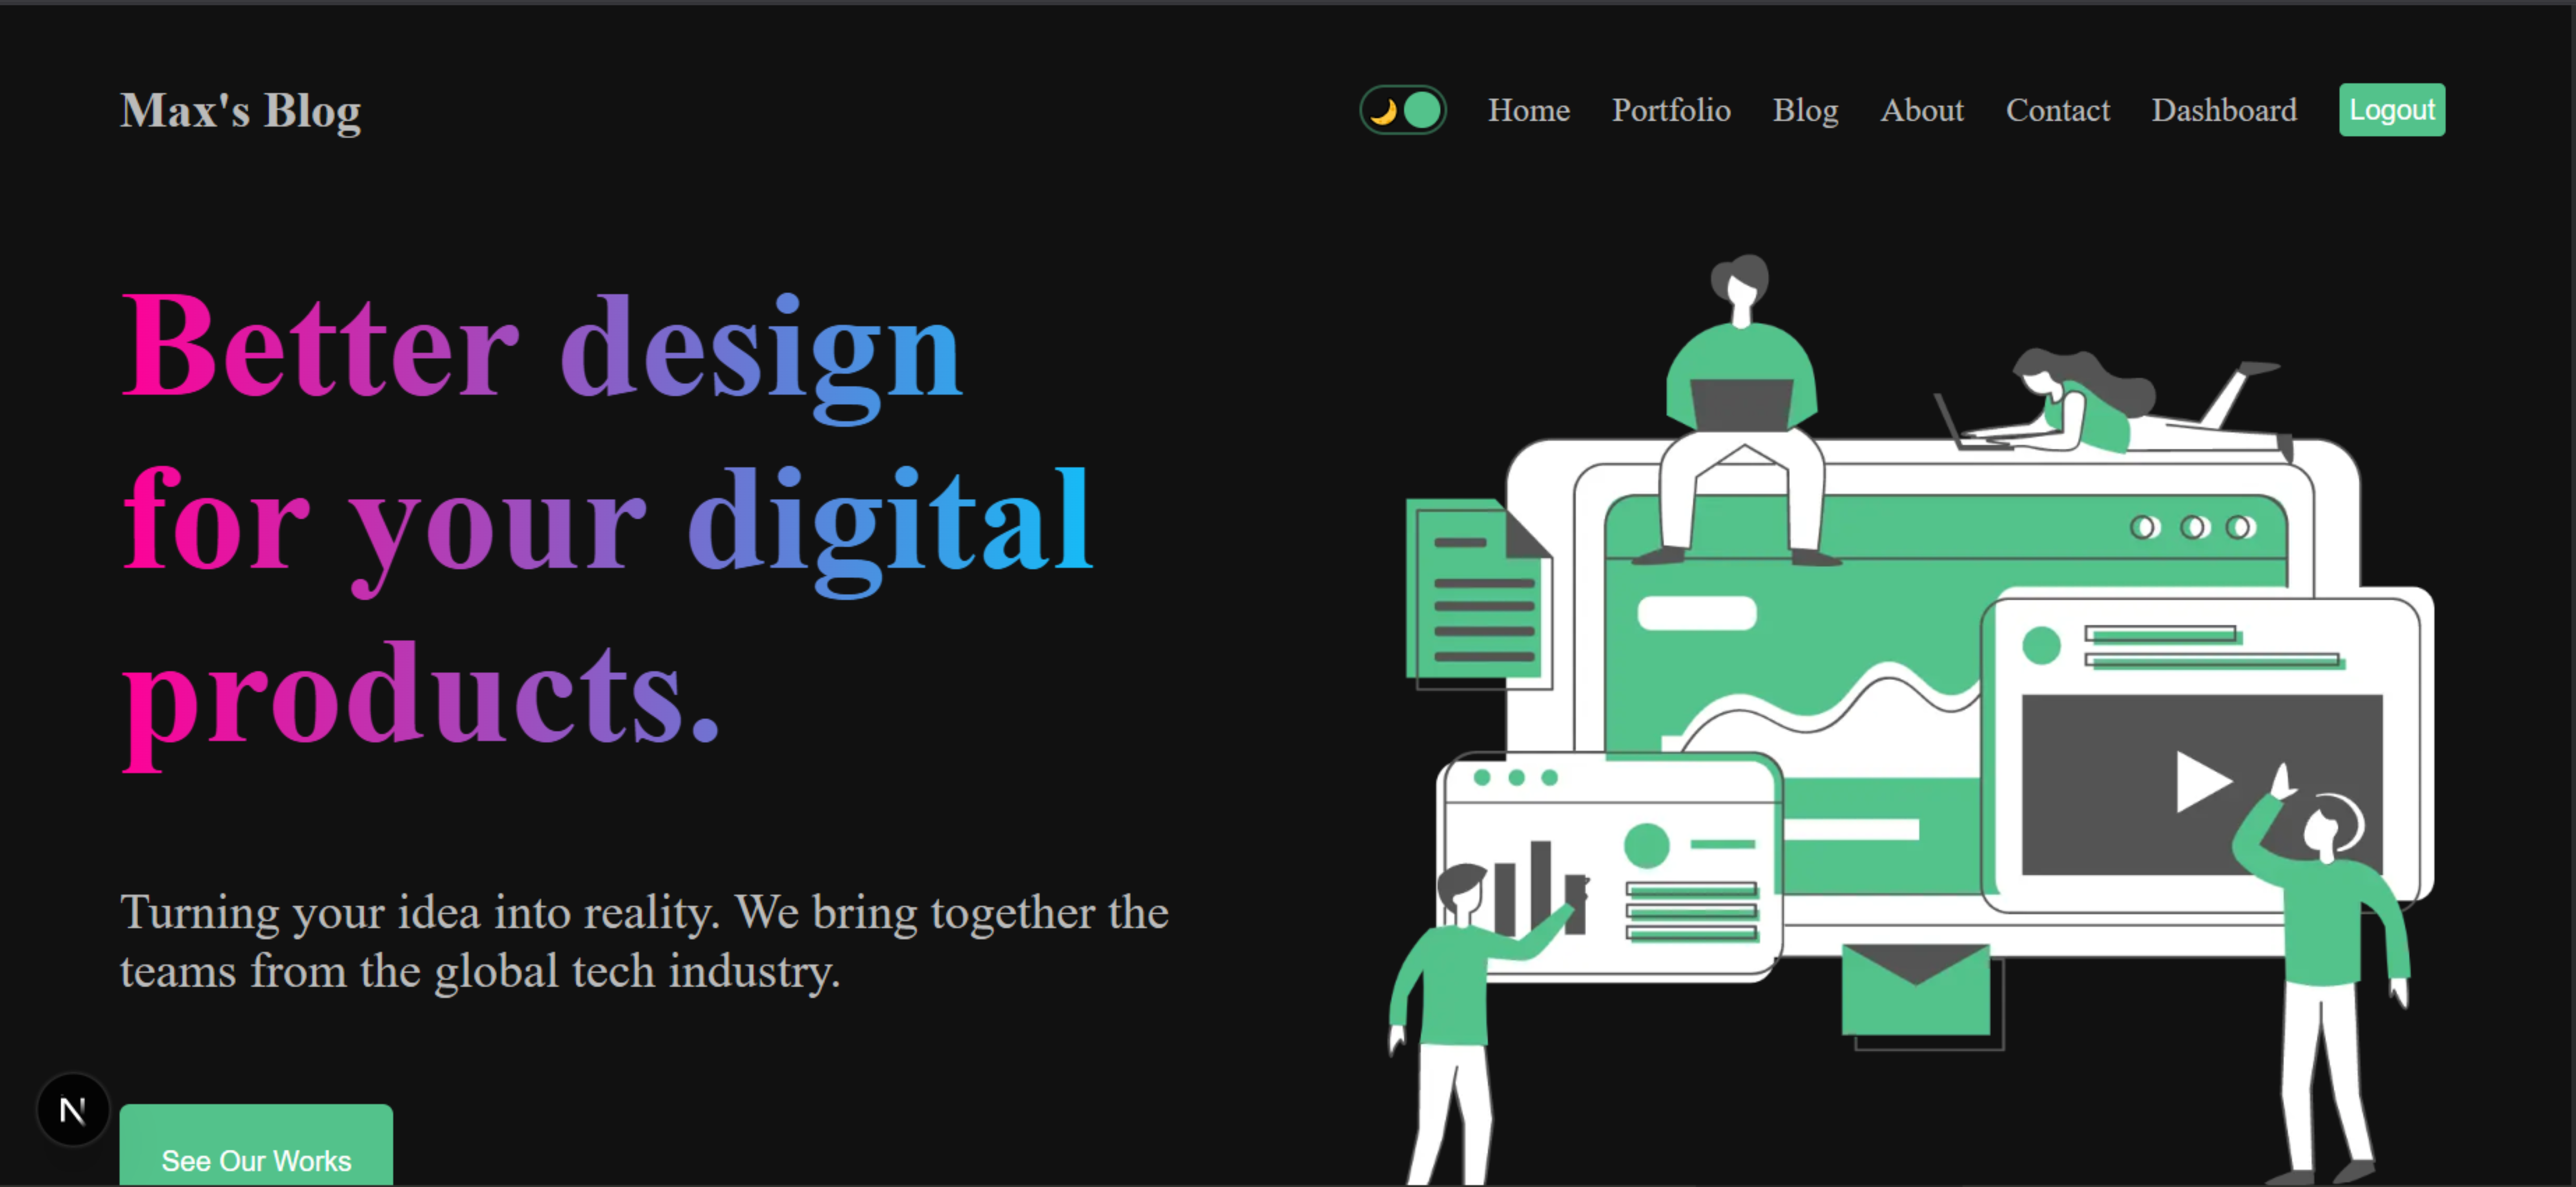 Max's Blog
🌙 Home Portfolio Blog About Contact Dashboard Logout
Better design
for your digital
products.
Turning your idea into reality. We bring together the
teams from the global tech industry.
N
See Our Works